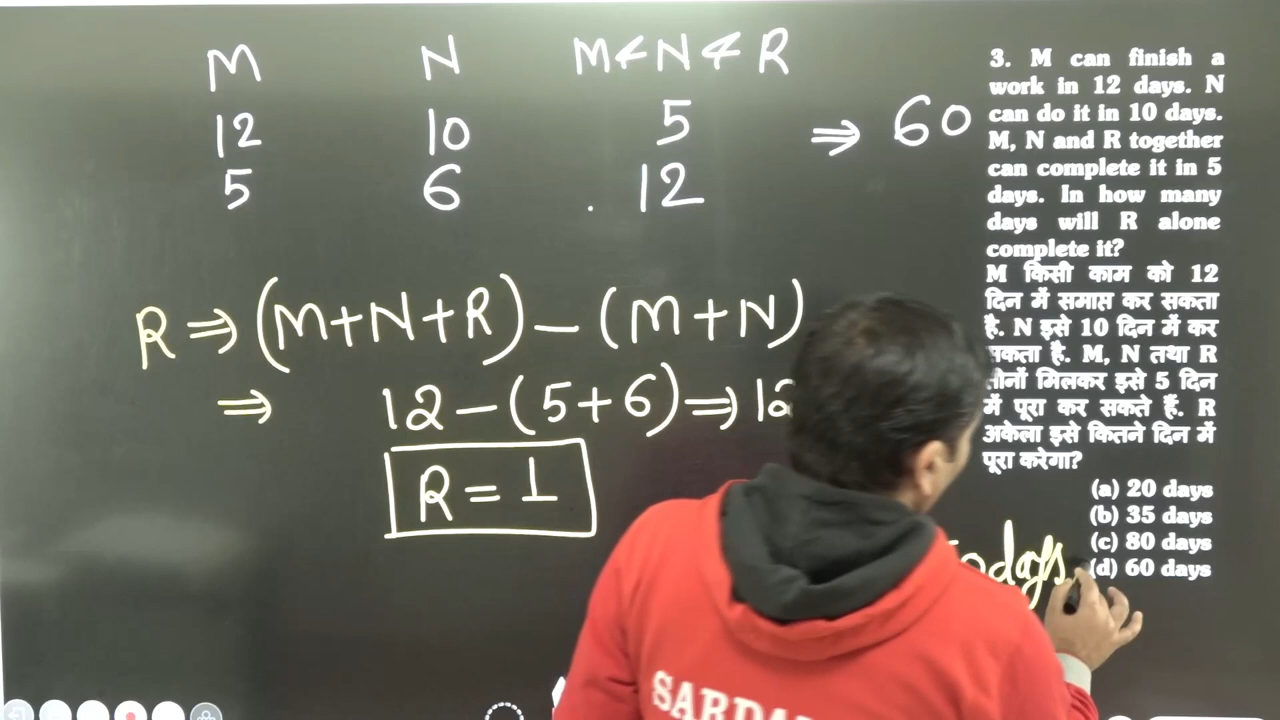 M N M & N & R
12 10 5 ⇒ 60
5 6 12
R ⇒ (M+N+R) – (M+N)
⇒ 12 – (5+6) ⇒ 12
R = 1
days
3. M can finish a
work in 12 days. N
can do it in 10 days.
M, N and R together
can complete it in 5
days. In how many
days will R alone
complete it?
M किसी काम को 12
दिन में समाप्त कर सकता
है. N इसे 10 दिन में कर
सकता है. M, N तथा R
तीनों मिलकर इसे 5 दिन
में पूरा कर सकते हैं. R
अकेला इसे कितने दिन में
पूरा करेगा?
(a) 20 days
(b) 35 days
(c) 80 days
(d) 60 days